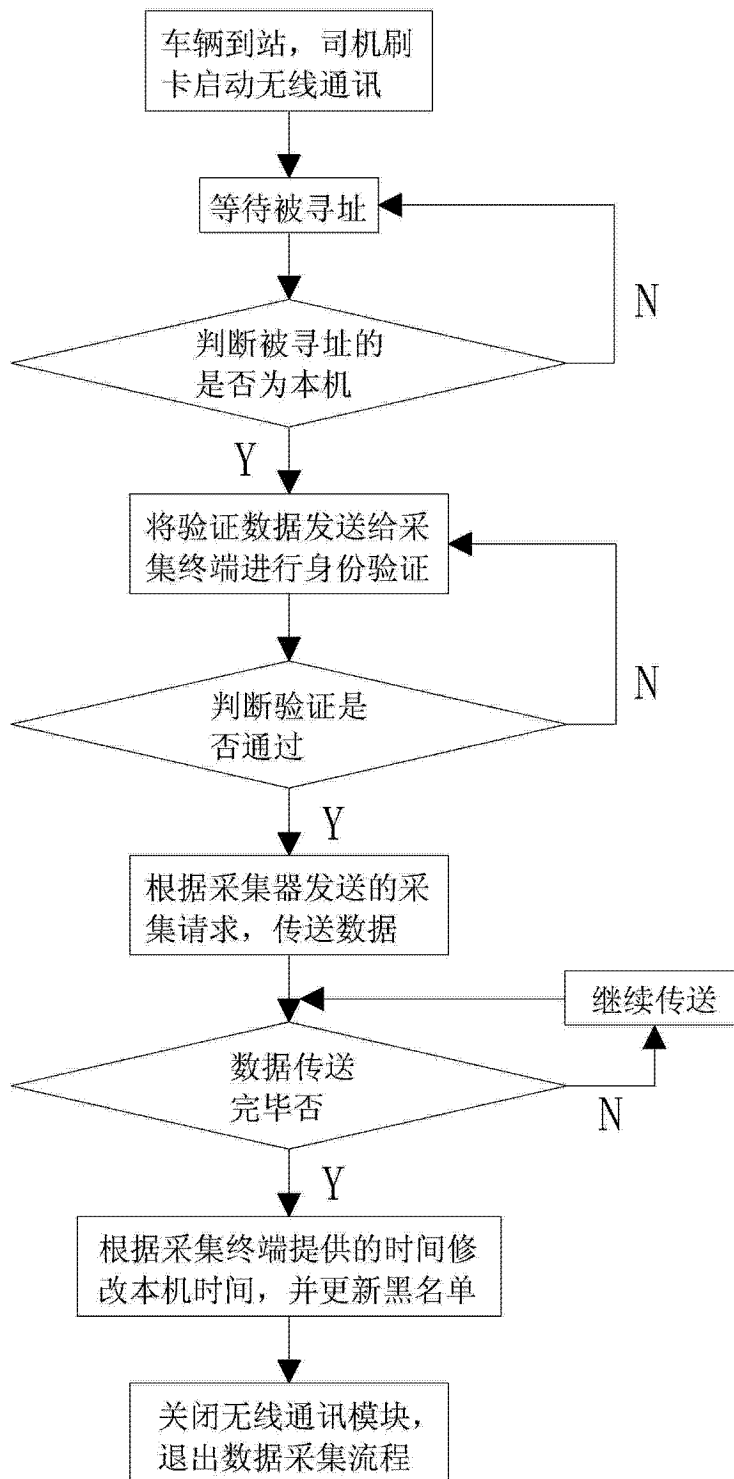 车辆到站，司机刷
卡启动无线通讯
等待被寻址
N
判断被寻址的
是否为本机
Y
将验证数据发送给采
集终端进行身份验证
N
判断验证是
否通过
Y
根据采集器发送的采
集请求，传送数据
继续传送
数据传送
完毕否
N
Y
根据采集终端提供的时间修
改本机时间，并更新黑名单
关闭无线通讯模块，
退出数据采集流程